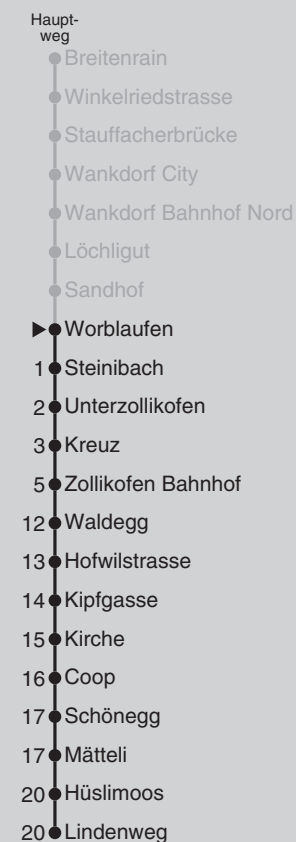 Haupt-
weg
Breitenrain
Winkelriedstrasse
Stauffacherbrücke
Wankdorf City
Wankdorf Bahnhof Nord
Löchligut
Sandhof
Worblaufen
1 Steinibach
2 Unterzollikofen
3 Kreuz
5 Zollikofen Bahnhof
12 Waldegg
13 Hofwilstrasse
14 Kipfgasse
15 Kirche
16 Coop
17 Schönegg
17 Mätteli
20 Hüslimoos
20 Lindenweg